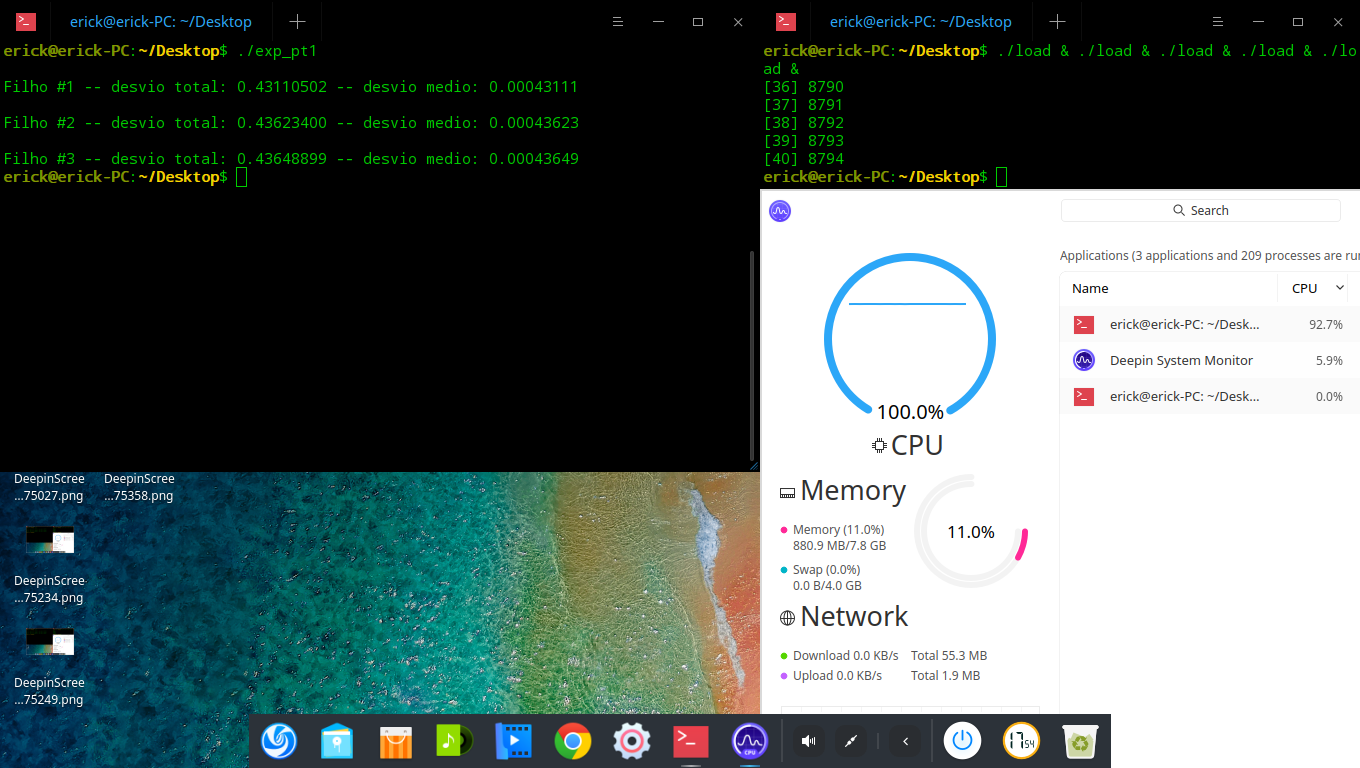 erick@erick-PC: ~/Desktop
erick@erick-PC:~/Desktop$ ./exp_pt1
Filho #1 -- desvio total: 0.43110502 -- desvio medio: 0.00043111
Filho #2 -- desvio total: 0.43623400 -- desvio medio: 0.00043623
Filho #3 -- desvio total: 0.43648899 -- desvio medio: 0.00043649
erick@erick-PC:~/Desktop$
erick@erick-PC: ~/Desktop
erick@erick-PC:~/Desktop$ ./load & ./load & ./load & ./load & ./lo
ad &
[36] 8790
[37] 8791
[38] 8792
[39] 8793
[40] 8794
erick@erick-PC:~/Desktop$
Search
100.0%
CPU
Memory
Memory (11.0%)
880.9 MB/7.8 GB
Swap (0.0%)
0.0 B/4.0 GB
11.0%
Network
Download 0.0 KB/s Total 55.3 MB
Upload 0.0 KB/s Total 1.9 MB
Applications (3 applications and 209 processes are rur
Name CPU
erick@erick-PC: ~/Desk... 92.7%
Deepin System Monitor 5.9%
erick@erick-PC: ~/Desk... 0.0%
DeepinScree
...75027.png
DeepinScree
...75358.png
DeepinScree
...75234.png
DeepinScree
...75249.png
CPU
17 54